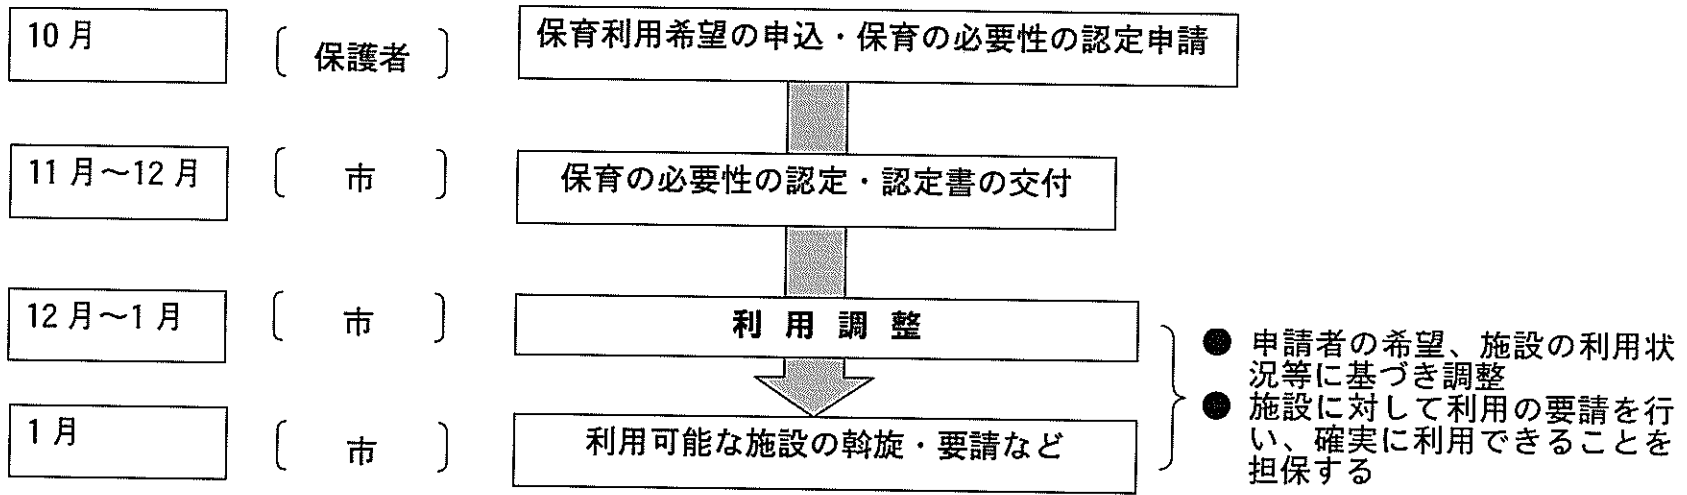 10月
〔 保護者 〕
保育利用希望の申込・保育の必要性の認定申請
11月～12月
〔 市 〕
保育の必要性の認定・認定書の交付
12月～1月
〔 市 〕
利用調整
1月
〔 市 〕
利用可能な施設の斡旋・要請など
● 申請者の希望、施設の利用状
況等に基づき調整
● 施設に対して利用の要請を行
い、確実に利用できることを
担保する